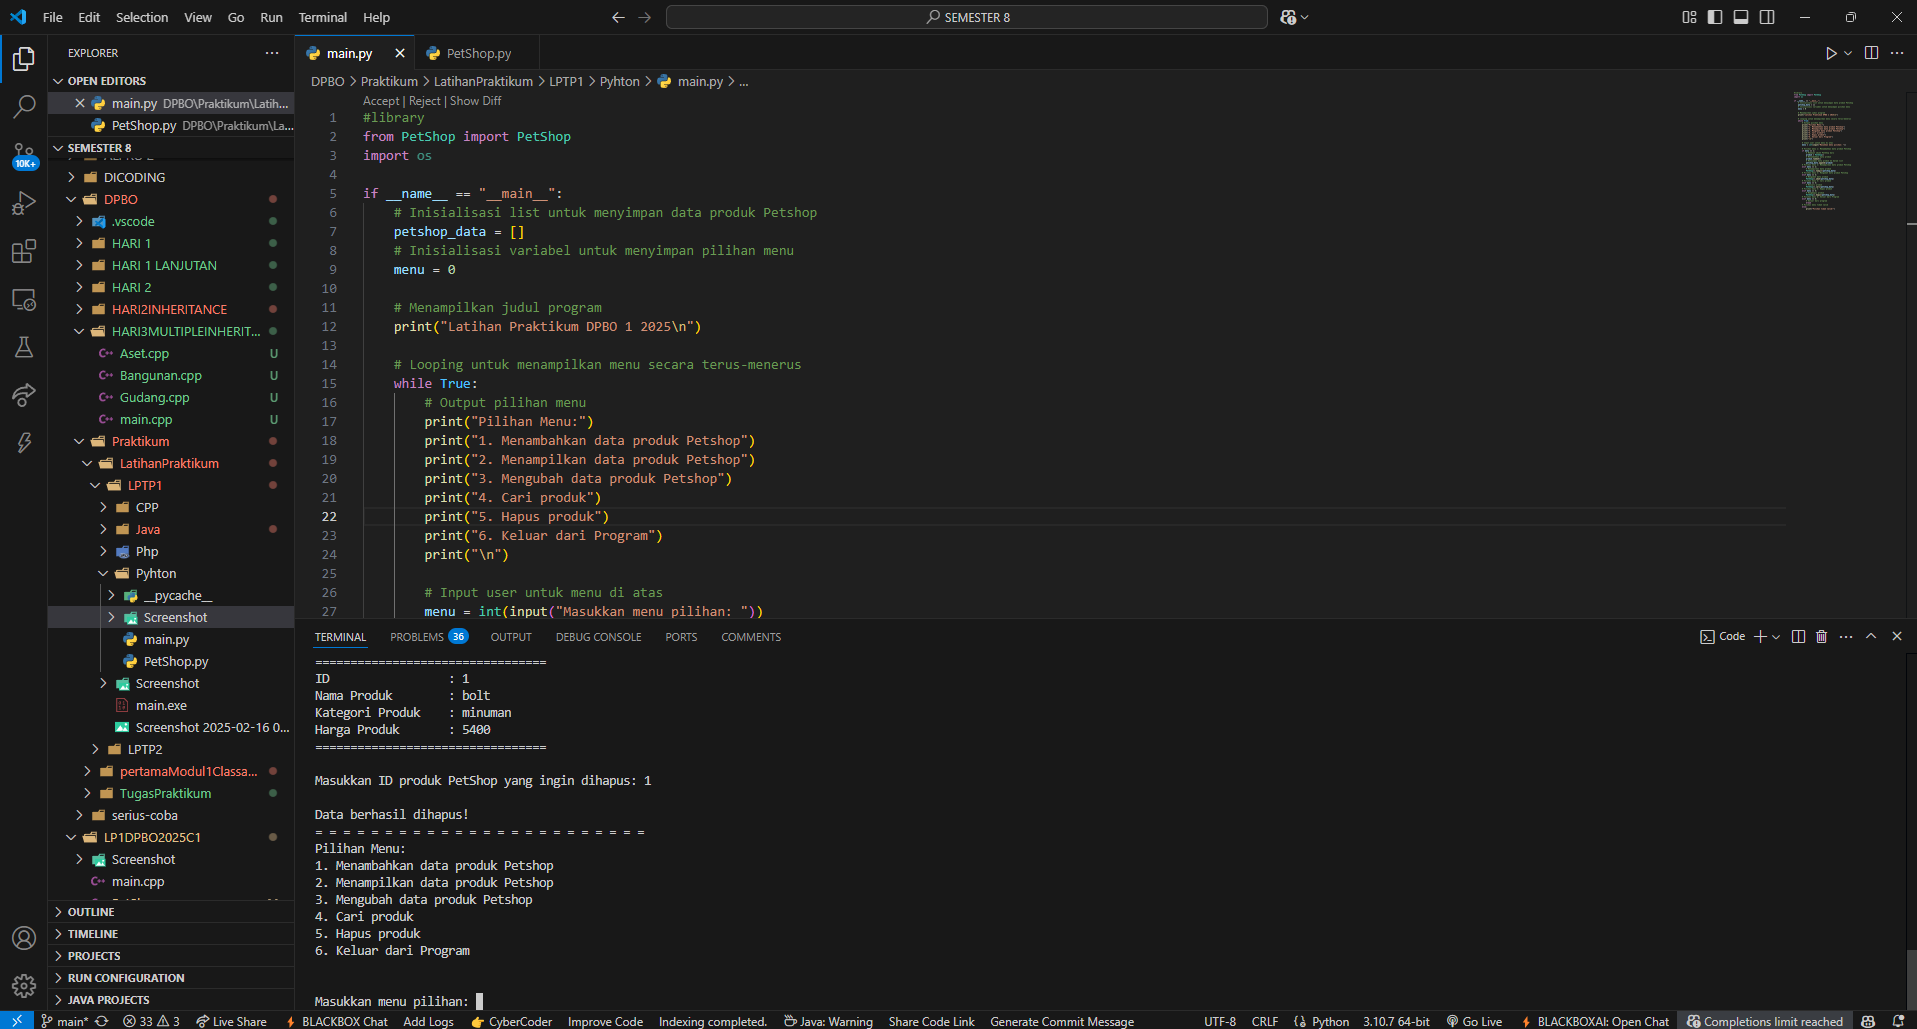 File Edit Selection View Go Run Terminal Help
SEMESTER 8
EXPLORER
OPEN EDITORS
main.py DPBO\Praktikum\Latih...
PetShop.py DPBO\Praktikum\La...
SEMESTER 8
10K+
DICODING
DPBO
.vscode
HARI 1
HARI 1 LANJUTAN
HARI 2
HARI2INHERITANCE
HARI3MULTIPLEINHERIT...
Aset.cpp U
Bangunan.cpp U
Gudang.cpp U
main.cpp U
Praktikum
LatihanPraktikum
LPTP1
CPP
Java
Php
Pyhton
__pycache__
Screenshot
main.py
PetShop.py
Screenshot
main.exe
Screenshot 2025-02-16 0...
LPTP2
pertamaModul1Classa...
TugasPraktikum
serius-coba
LP1DPBO2025C1
Screenshot
main.cpp
OUTLINE
TIMELINE
PROJECTS
RUN CONFIGURATION
JAVA PROJECTS
main.py PetShop.py
DPBO > Praktikum > LatihanPraktikum > LPTP1 > Pyhton > main.py > ...
Accept | Reject | Show Diff
1 #library
2 from PetShop import PetShop
3 import os
4
5 if __name__ == "__main__":
6 # Inisialisasi list untuk menyimpan data produk Petshop
7 petshop_data = []
8 # Inisialisasi variabel untuk menyimpan pilihan menu
9 menu = 0
10
11 # Menampilkan judul program
12 print("Latihan Praktikum DPBO 1 2025\n")
13
14 # Looping untuk menampilkan menu secara terus-menerus
15 while True:
16 # Output pilihan menu
17 print("Pilihan Menu:")
18 print("1. Menambahkan data produk Petshop")
19 print("2. Menampilkan data produk Petshop")
20 print("3. Mengubah data produk Petshop")
21 print("4. Cari produk")
22 print("5. Hapus produk")
23 print("6. Keluar dari Program")
24 print("\n")
25
26 # Input user untuk menu di atas
27 menu = int(input("Masukkan menu pilihan: "))
TERMINAL PROBLEMS 36 OUTPUT DEBUG CONSOLE PORTS COMMENTS
Code
=================================
ID : 1
Nama Produk : bolt
Kategori Produk : minuman
Harga Produk : 5400
=================================
Masukkan ID produk PetShop yang ingin dihapus: 1
Data berhasil dihapus!
= = = = = = = = = = = = = = = = = = = = = = = =
Pilihan Menu:
1. Menambahkan data produk Petshop
2. Menampilkan data produk Petshop
3. Mengubah data produk Petshop
4. Cari produk
5. Hapus produk
6. Keluar dari Program
Masukkan menu pilihan:
main* 33 3 Live Share BLACKBOX Chat Add Logs CyberCoder Improve Code Indexing completed. Java: Warning Share Code Link Generate Commit Message UTF-8 CRLF Python 3.10.7 64-bit Go Live BLACKBOXAI: Open Chat Completions limit reached